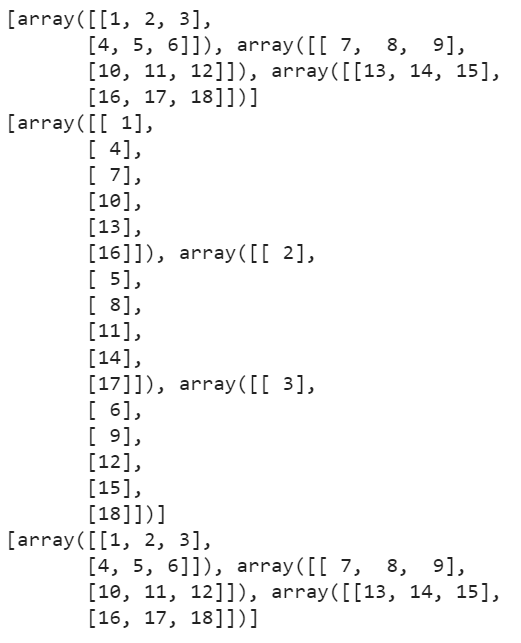 [array([[1, 2, 3],
       [4, 5, 6]]), array([[ 7,  8,  9],
       [10, 11, 12]]), array([[13, 14, 15],
       [16, 17, 18]])]
[array([[ 1],
       [ 4],
       [ 7],
       [10],
       [13],
       [16]]), array([[ 2],
       [ 5],
       [ 8],
       [11],
       [14],
       [17]]), array([[ 3],
       [ 6],
       [ 9],
       [12],
       [15],
       [18]])]
[array([[1, 2, 3],
       [4, 5, 6]]), array([[ 7,  8,  9],
       [10, 11, 12]]), array([[13, 14, 15],
       [16, 17, 18]])]